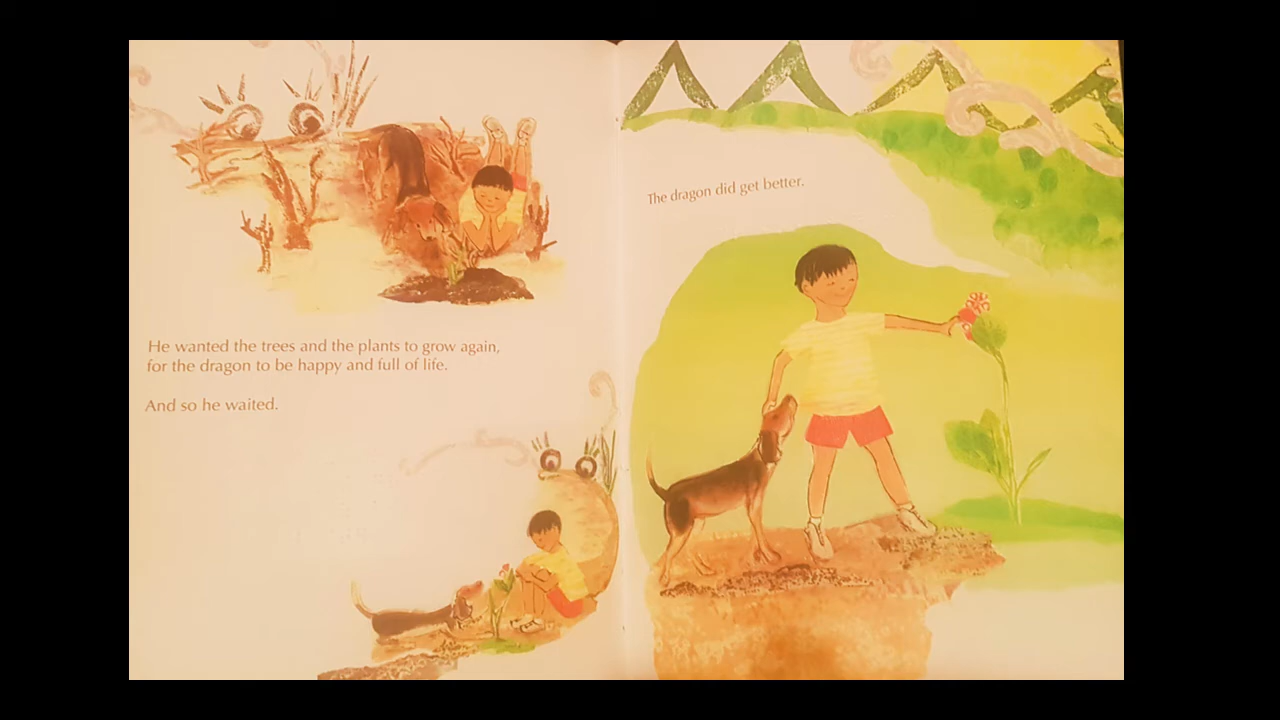 He wanted the trees and the plants to grow again,
for the dragon to be happy and full of life.
And so he waited.
The dragon did get better.